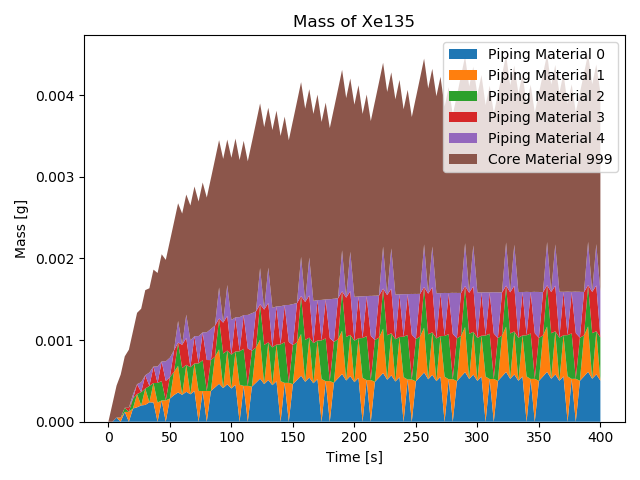 Mass of Xe135
Piping Material 0
Piping Material 1
Piping Material 2
Piping Material 3
Piping Material 4
Core Material 999
0.004
0.003
0.002
0.001
0.000
Mass [g]
0 50 100 150 200 250 300 350 400
Time [s]